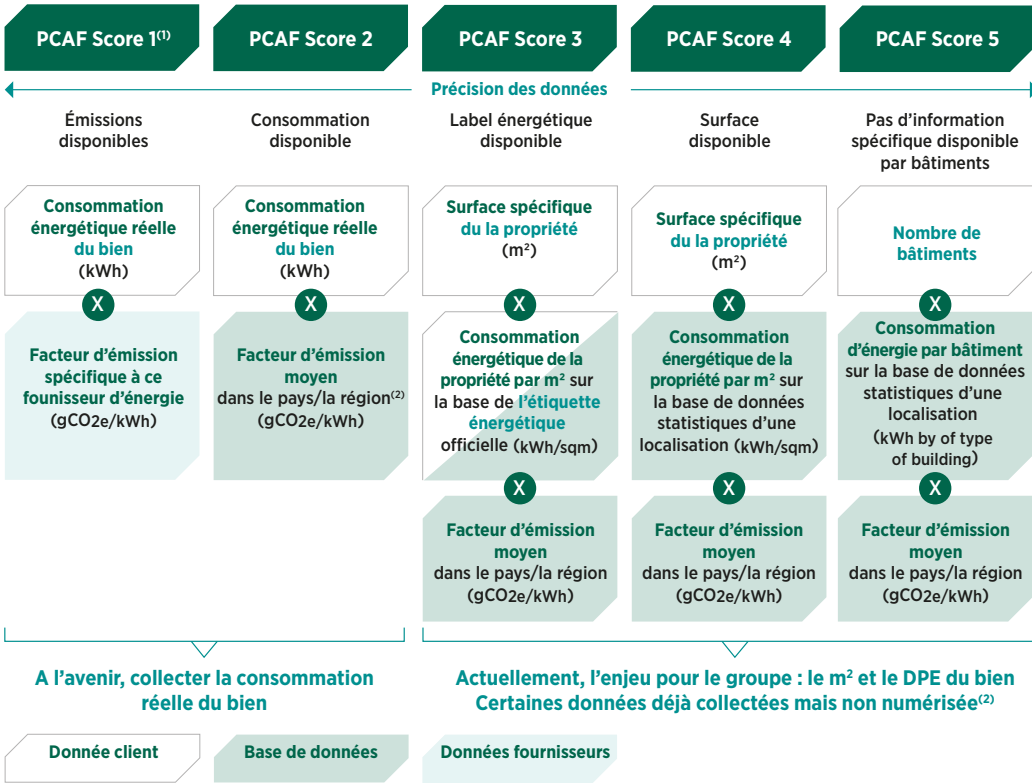 PCAF Score 1(1)
PCAF Score 2
PCAF Score 3
PCAF Score 4
PCAF Score 5
Précision des données
Émissions
disponibles
Consommation
disponible
Label énergétique
disponible
Surface
disponible
Pas d'information
spécifique disponible
par bâtiments
Consommation
énergétique réelle
du bien
(kWh)
Consommation
énergétique réelle
du bien
(kWh)
Surface spécifique
du la propriété
(m²)
Surface spécifique
du la propriété
(m²)
Nombre de
bâtiments
X
X
X
X
X
Facteur d'émission
spécifique à ce
founisseur d'énergie
(gCO2e/kWh)
Facteur d'émission
moyen
dans le pays/la région(2)
(gCO2e/kWh)
Consommation
énergétique de la
propriété par m² sur
la base de l'étiquette
énergétique
officielle (kWh/sqm)
Consommation
énergétique de la
propriété par m² sur
la base de données
statistiques d'une
localisation (kWh/sqm)
Consommation
d'énergie par bâtiment
sur la base de données
statistiques d'une
localisation
(kWh by of type
of building)
X
X
X
Facteur d'émission
moyen
dans le pays/la région
(gCO2e/kWh)
Facteur d'émission
moyen
dans le pays/la région
(gCO2e/kWh)
Facteur d'émission
moyen
dans le pays/la région
(gCO2e/kWh)
A l'avenir, collecter la consommation
réelle du bien
Actuellement, l'enjeu pour le groupe : le m² et le DPE du bien
Certaines données déjà collectées mais non numérisée(2)
Donnée client
Base de données
Données fournisseurs